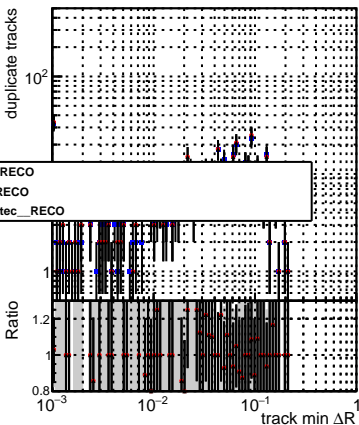 duplicate tracks
10²
RECO
RECO
tec__RECO
1
Ratio
1.2
1
0.8
10⁻³ 10⁻² 10⁻¹ 1
track min ΔR